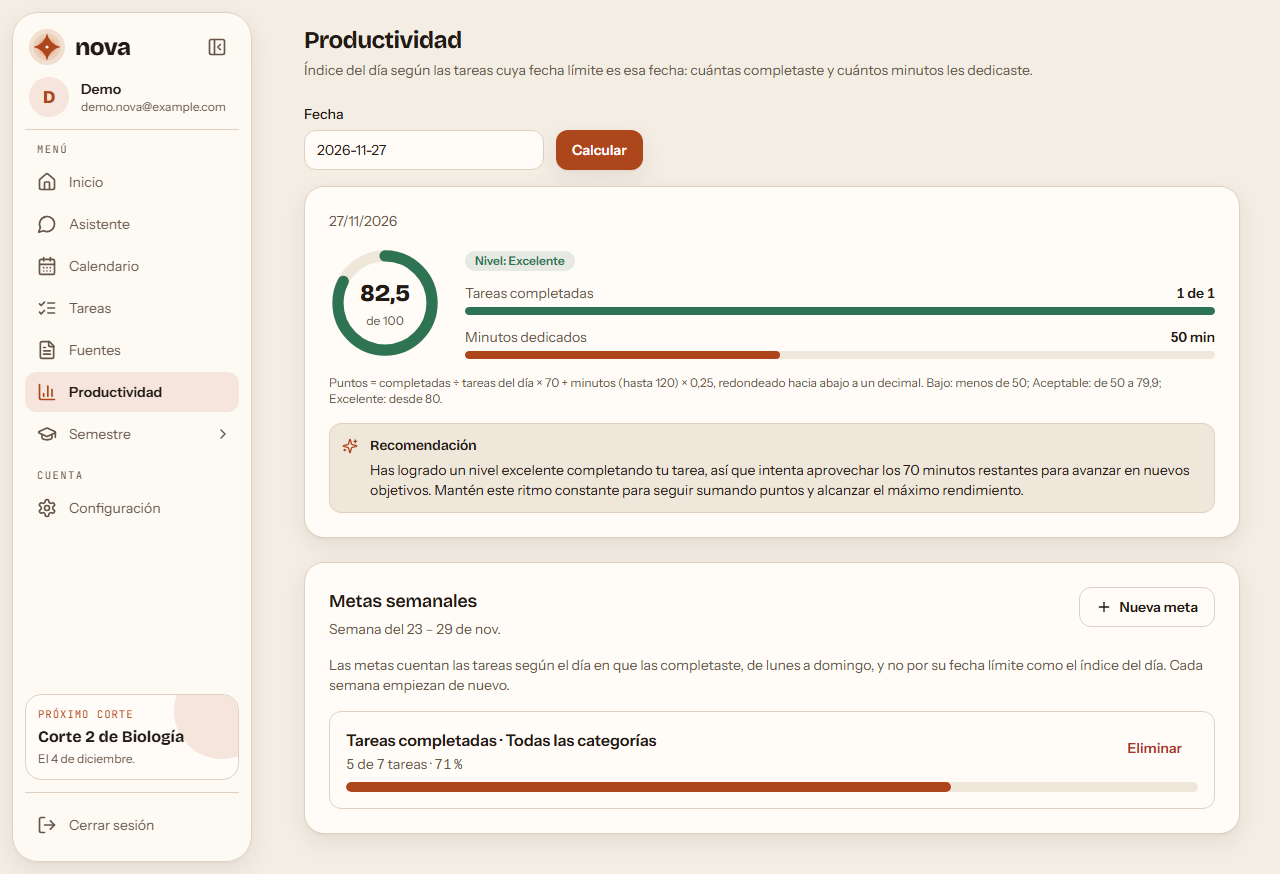 nova
D
Demo
demo.nova@example.com
MENÚ
Inicio
Asistente
Calendario
Tareas
Fuentes
Productividad
Semestre
CUENTA
Configuración
PRÓXIMO CORTE
Corte 2 de Biología
El 4 de diciembre.
Cerrar sesión
Productividad
Índice del día según las tareas cuya fecha límite es esa fecha: cuántas completaste y cuántos minutos les dedicaste.
Fecha
2026-11-27
Calcular
27/11/2026
82,5
de 100
Nivel: Excelente
Tareas completadas
1 de 1
Minutos dedicados
50 min
Puntos = completadas ÷ tareas del día × 70 + minutos (hasta 120) × 0,25, redondeado hacia abajo a un decimal. Bajo: menos de 50; Aceptable: de 50 a 79,9;
Excelente: desde 80.
Recomendación
Has logrado un nivel excelente completando tu tarea, así que intenta aprovechar los 70 minutos restantes para avanzar en nuevos
objetivos. Mantén este ritmo constante para seguir sumando puntos y alcanzar el máximo rendimiento.
Metas semanales
Semana del 23 – 29 de nov.
Nueva meta
Las metas cuentan las tareas según el día en que las completaste, de lunes a domingo, y no por su fecha límite como el índice del día. Cada
semana empiezan de nuevo.
Tareas completadas · Todas las categorías
5 de 7 tareas · 71 %
Eliminar